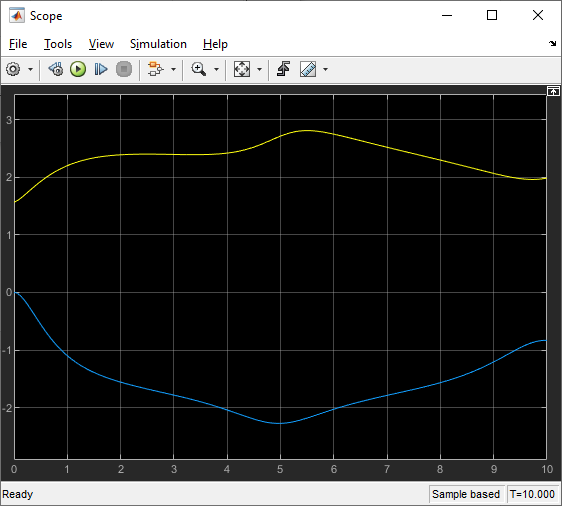 Scope
File Tools View Simulation Help
3
2
1
0
-1
-2
0 1 2 3 4 5 6 7 8 9 10
Ready Sample based T=10.000